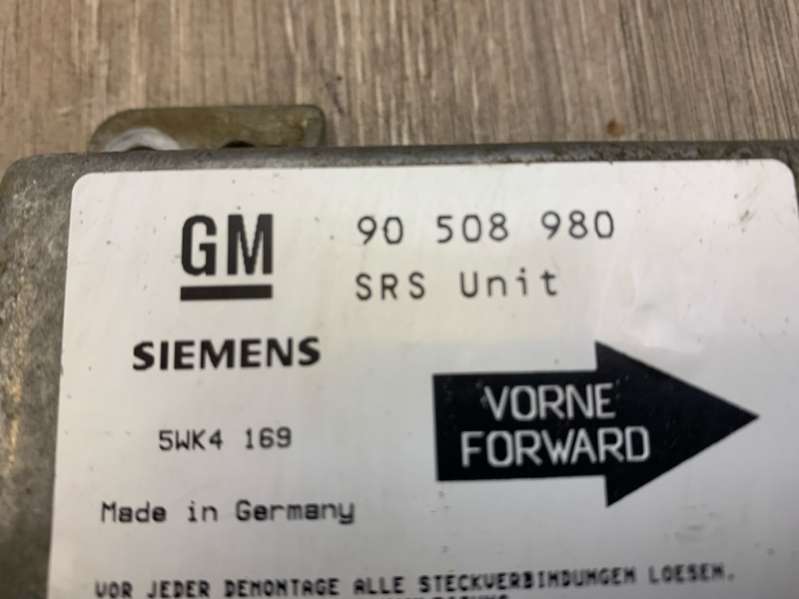 GM 90 508 980
SRS Unit
SIEMENS
5WK4 169
VORNE
FORWARD
Made in Germany
VOR JEDER DEMONTAGE ALLE STECKVERBINDUNGEN LOESEN.